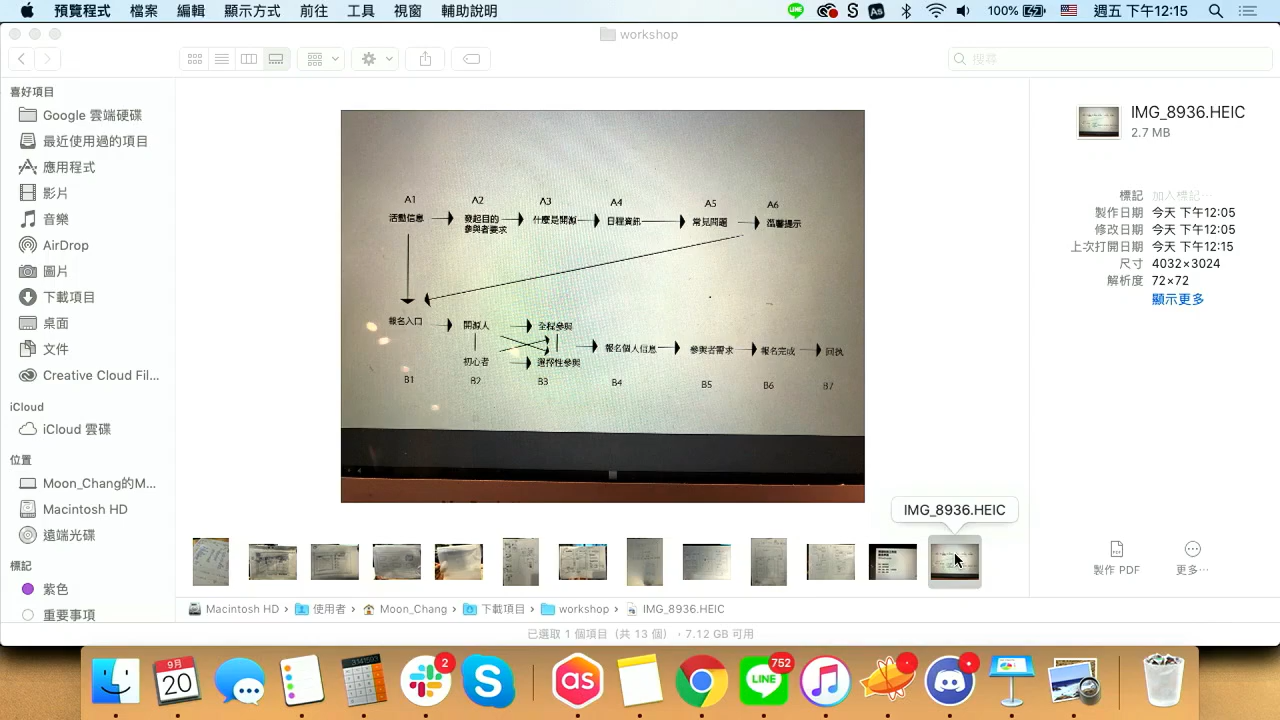 預覽程式 檔案 編輯 顯示方式 前往 工具 視窗 輔助說明 100% 週五 下午12:15
workshop
搜尋
喜好項目
Google 雲端硬碟
最近使用過的項目
應用程式
影片
音樂
AirDrop
圖片
下載項目
桌面
文件
Creative Cloud Fil...
iCloud
iCloud 雲碟
位置
Moon_Chang的M...
Macintosh HD
遠端光碟
標記
紫色
重要事項
A1 A2 A3 A4 A5 A6
活動信息 發起目的 什麼是開源 日程資訊 常見問題 溫馨提示
參與者要求
報名入口 開源人 全程參與
報名個人信息 參與者需求 報名完成 回执
初心者 選擇性參與
B1 B2 B3 B4 B5 B6 B7
IMG_8936.HEIC
IMG_8936.HEIC
2.7 MB
標記 加入標記…
製作日期 今天 下午12:05
修改日期 今天 下午12:05
上次打開日期 今天 下午12:15
尺寸 4032×3024
解析度 72×72
顯示更多
製作 PDF 更多…
Macintosh HD › 使用者 › Moon_Chang › 下載項目 › workshop › IMG_8936.HEIC
已選取 1 個項目（共 13 個），7.12 GB 可用
9月
20
2
752
as
LINE